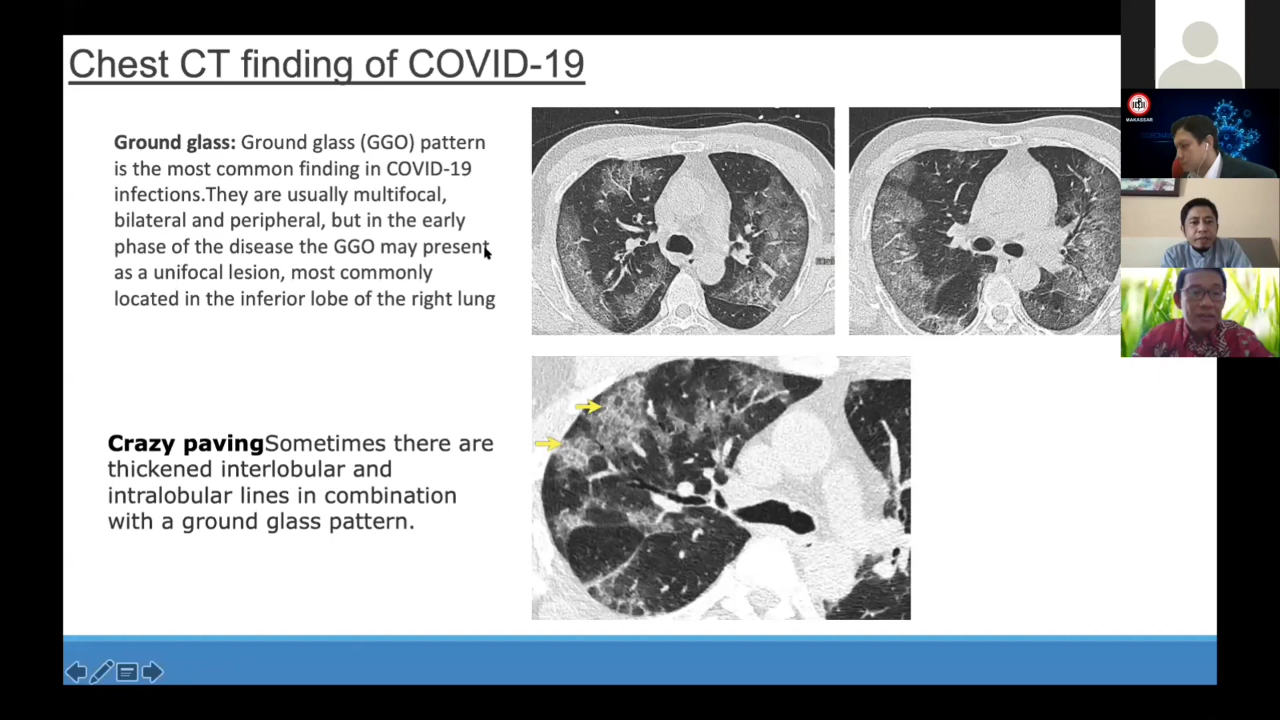 Chest CT finding of COVID-19
Ground glass: Ground glass (GGO) pattern
is the most common finding in COVID-19
infections.They are usually multifocal,
bilateral and peripheral, but in the early
phase of the disease the GGO may present
as a unifocal lesion, most commonly
located in the inferior lobe of the right lung
Crazy pavingSometimes there are
thickened interlobular and
intralobular lines in combination
with a ground glass pattern.
MAKASSAR